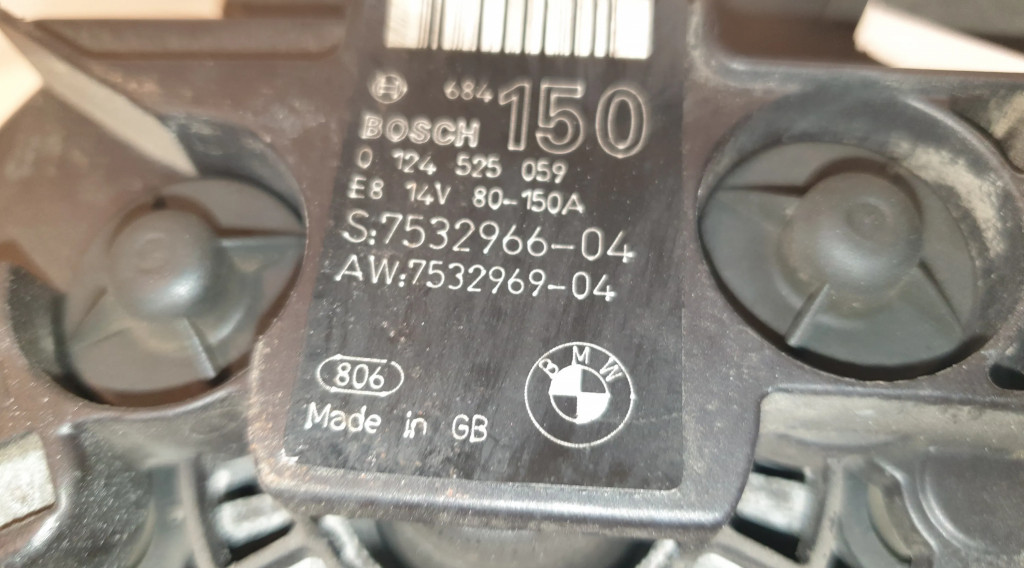 684 150
BOSCH
0 124 525 059
E8 14V 80-150A
S:7532966-04
AW:7532969-04
806
BMW
Made in GB